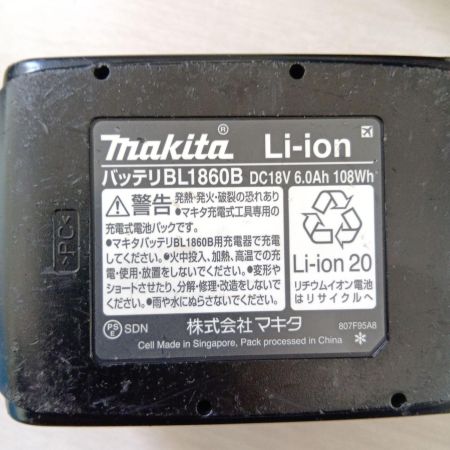 makita® Li-ion
バッテリBL1860B DC18V 6.0Ah 108Wh
警告 発熱・発火・破裂の恐れあり
●マキタ充電式工具専用の
充電式電池パックです。
●マキタバッテリBL1860B用充電器で充電
してください。●火中投入、加熱、高温での充
電・使用・放置をしないでください。●変形や
ショートさせたり、分解・修理・改造をしないで
ください。●雨や水にぬらさないでください。
Li-ion 20
リチウムイオン電池
はリサイクルへ
PS E SDN 株式会社マキタ 807F95A8
Cell Made in Singapore, Pack processed in China *
>PC<